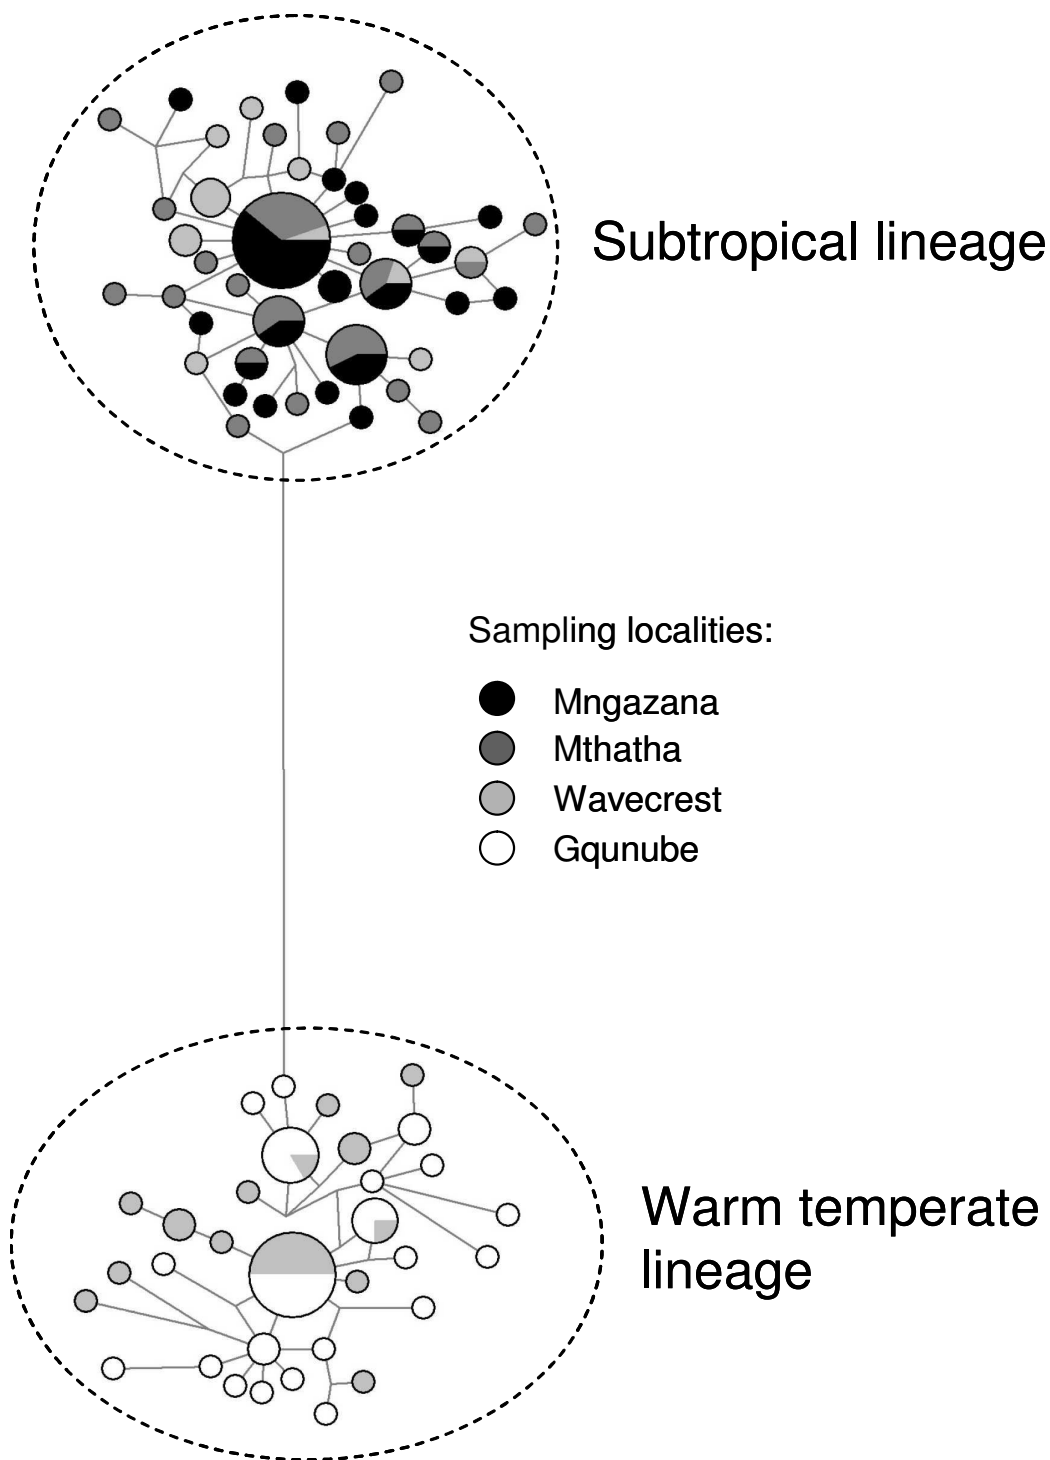 Subtropical lineage
Sampling localities:
Mngazana
Mthatha
Wavecrest
Gqunube
Warm temperate
lineage